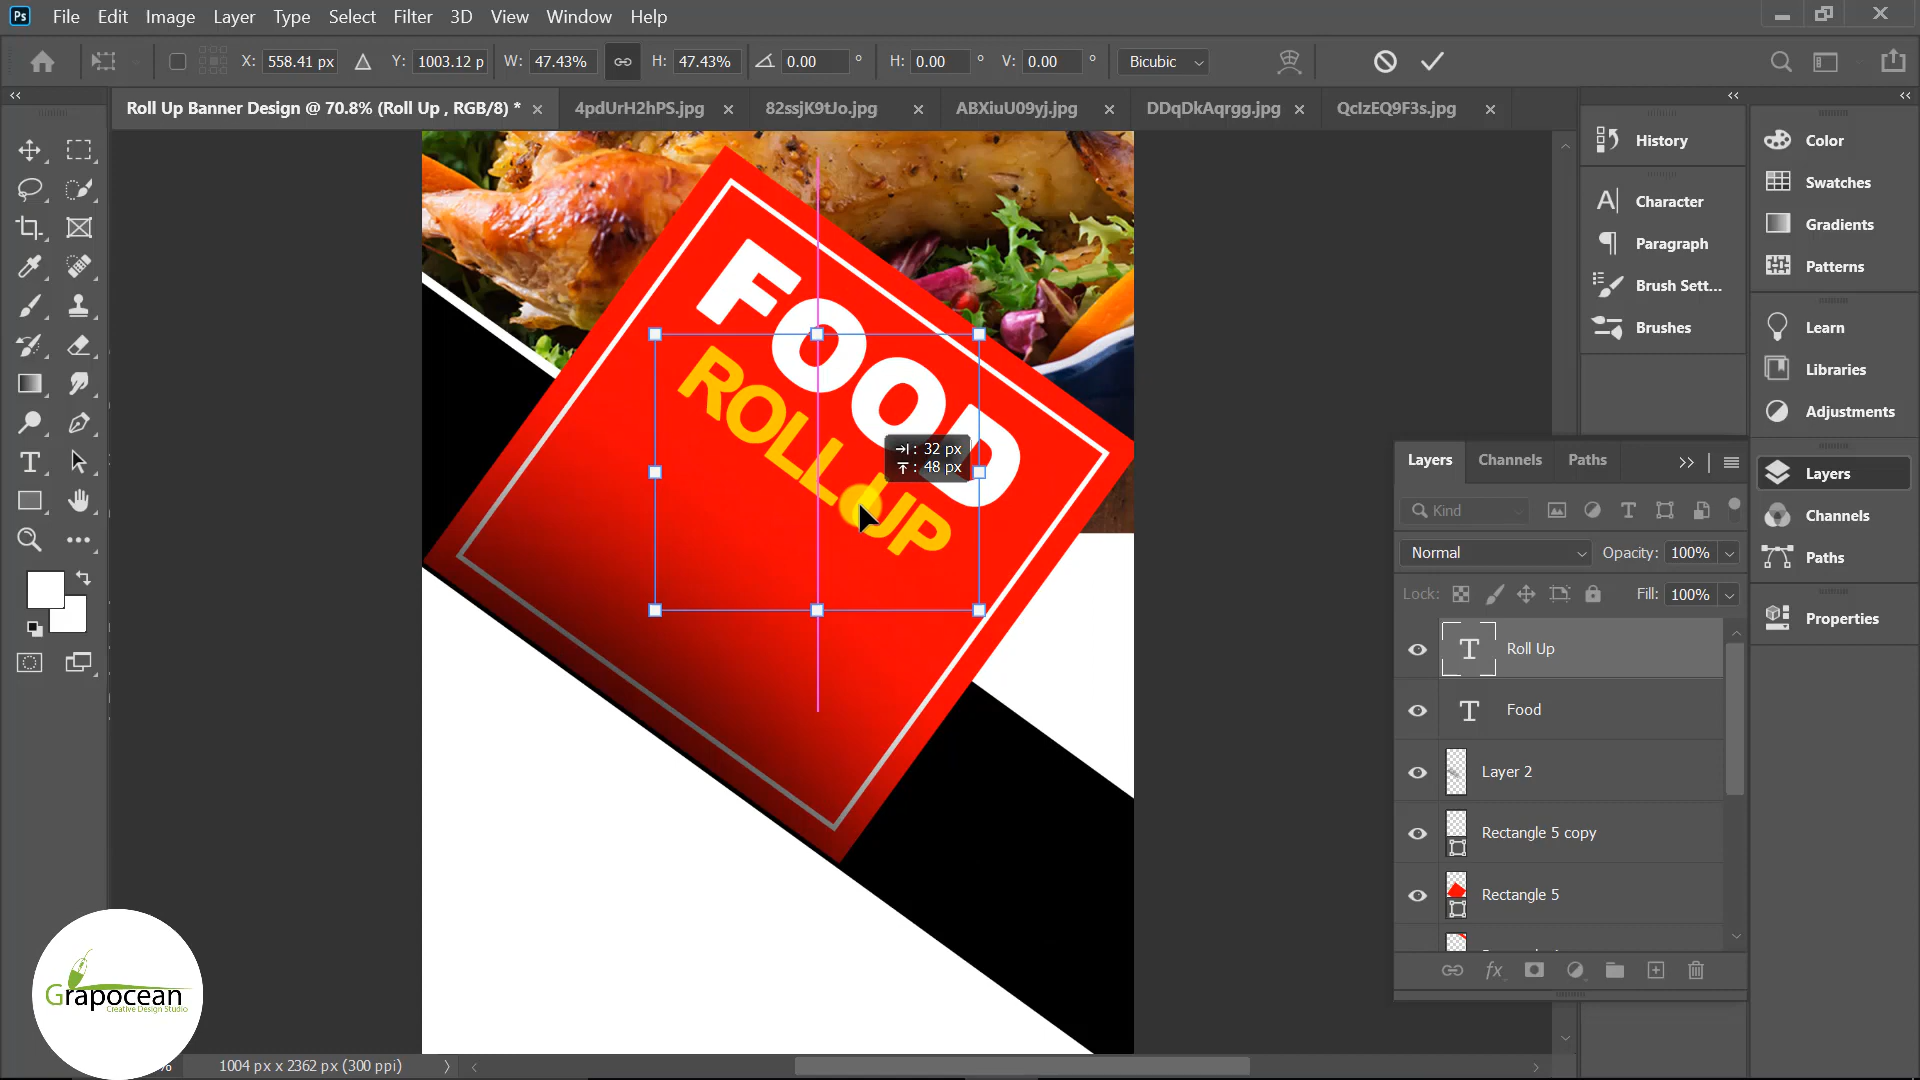 Ps File Edit Image Layer Type Select Filter 3D View Window Help
X: 558.41 px Y: 1003.12 p W: 47.43% H: 47.43% 0.00 ° H: 0.00 ° V: 0.00 ° Bicubic
Roll Up Banner Design @ 70.8% (Roll Up , RGB/8) * 4pdUrH2hPS.jpg 82ssjK9tJo.jpg ABXiuU09yj.jpg DDqDkAqrgg.jpg QcIzEQ9F3s.jpg
FOOD
ROLL UP
32 px
48 px
History
Character
Paragraph
Brush Sett...
Brushes
Color
Swatches
Gradients
Patterns
Learn
Libraries
Adjustments
Layers
Channels
Paths
Properties
Layers Channels Paths
Kind
Normal Opacity: 100%
Lock: Fill: 100%
Roll Up
Food
Layer 2
Rectangle 5 copy
Rectangle 5
fx
Grapocean
Creative Design Studio
% 1004 px x 2362 px (300 ppi)